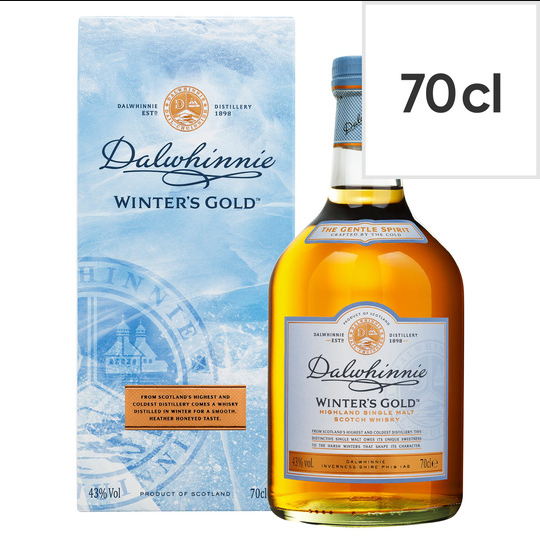 70cl
DALWHINNIE DISTILLERY
ESTD 1898
Dalwhinnie
WINTER'S GOLD™
HINNIE
FROM SCOTLAND'S HIGHEST AND
COLDEST DISTILLERY COMES A WHISKY
DISTILLED IN WINTER FOR A SMOOTH,
HEATHER HONEYED TASTE.
43%Vol PRODUCT OF SCOTLAND 70cl
THE GENTLE SPIRIT
CRAFTED BY THE COLD
PRODUCT OF SCOTLAND
DALWHINNIE DISTILLERY
ESTD 1898
Dalwhinnie
WINTER'S GOLD™
HIGHLAND SINGLE MALT
SCOTCH WHISKY
FROM SCOTLAND'S HIGHEST AND COLDEST DISTILLERY, THIS
DISTINCTIVE SINGLE MALT OWES ITS UNIQUE SWEETNESS
TO THE HARSH WINTERS THAT SHAPE ITS CHARACTER.
43%vol. DALWHINNIE 70cl℮
INVERNESS-SHIRE PH19 1AB